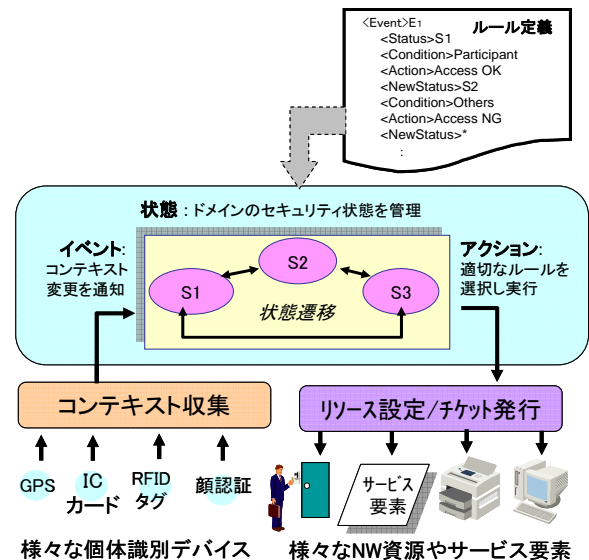 <Event>E1
ルール定義
<Status>S1
<Condition>Participant
<Action>Access OK
<NewStatus>S2
<Condition>Others
<Action>Access NG
<NewStatus>*
:
状態：ドメインのセキュリティ状態を管理
イベント:
コンテキスト
変更を通知
アクション:
適切なルールを
選択し実行
S1
S2
S3
状態遷移
コンテキスト収集
リソース設定/チケット発行
GPS
IC
カード
RFID
タグ
顔認証
サービス
要素
様々な個体識別デバイス
様々なNW資源やサービス要素